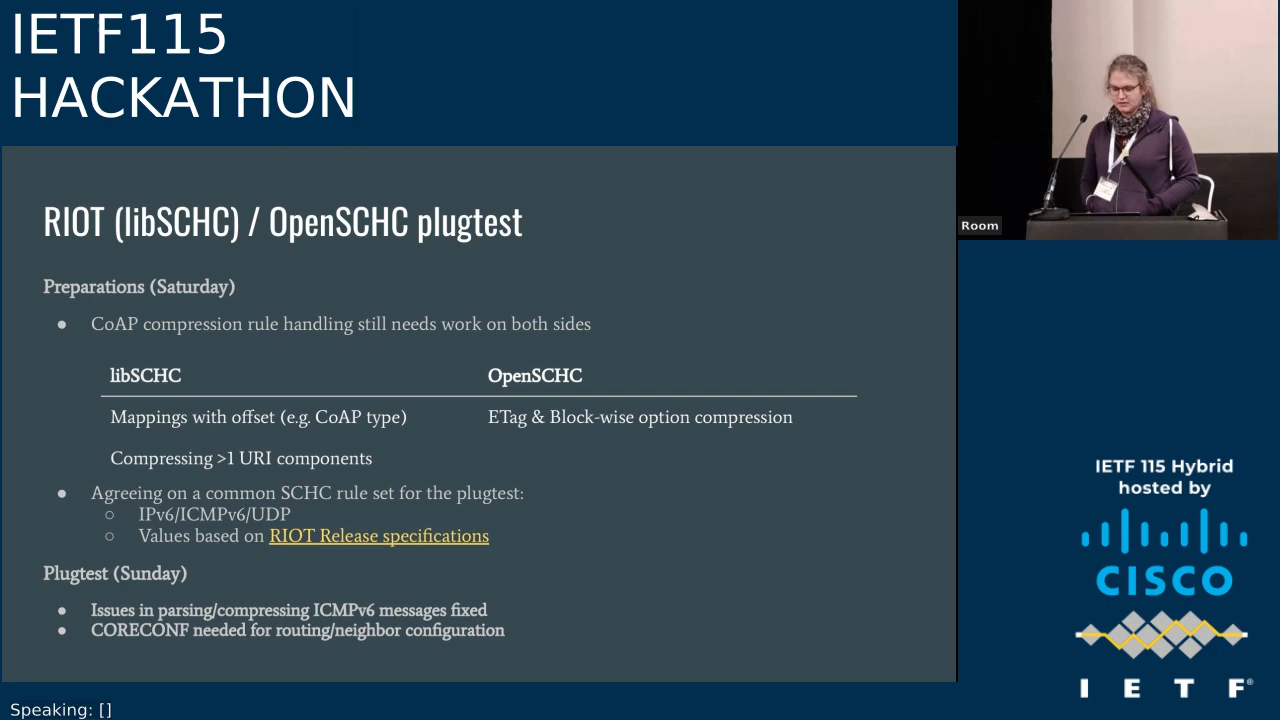 IETF115
HACKATHON
RIOT (libSCHC) / OpenSCHC plugtest
Preparations (Saturday)
● CoAP compression rule handling still needs work on both sides
libSCHC OpenSCHC
Mappings with offset (e.g. CoAP type) ETag & Block-wise option compression
Compressing >1 URI components
● Agreeing on a common SCHC rule set for the plugtest:
○ IPv6/ICMPv6/UDP
○ Values based on RIOT Release specifications
Plugtest (Sunday)
● Issues in parsing/compressing ICMPv6 messages fixed
● CORECONF needed for routing/neighbor configuration
Room
IETF 115 Hybrid
hosted by
CISCO
I E T F®
Speaking: []